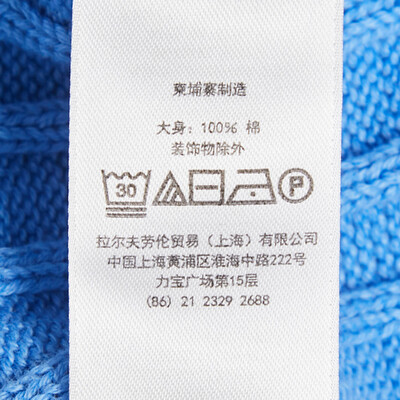 柬埔寨制造
大身：100% 棉
装饰物除外
30 P
拉尔夫劳伦贸易（上海）有限公司
中国上海黄浦区淮海中路222号
力宝广场第15层
(86) 21 2329 2688